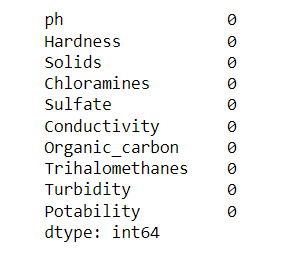 ph 0
Hardness 0
Solids 0
Chloramines 0
Sulfate 0
Conductivity 0
Organic_carbon 0
Trihalomethanes 0
Turbidity 0
Potability 0
dtype: int64